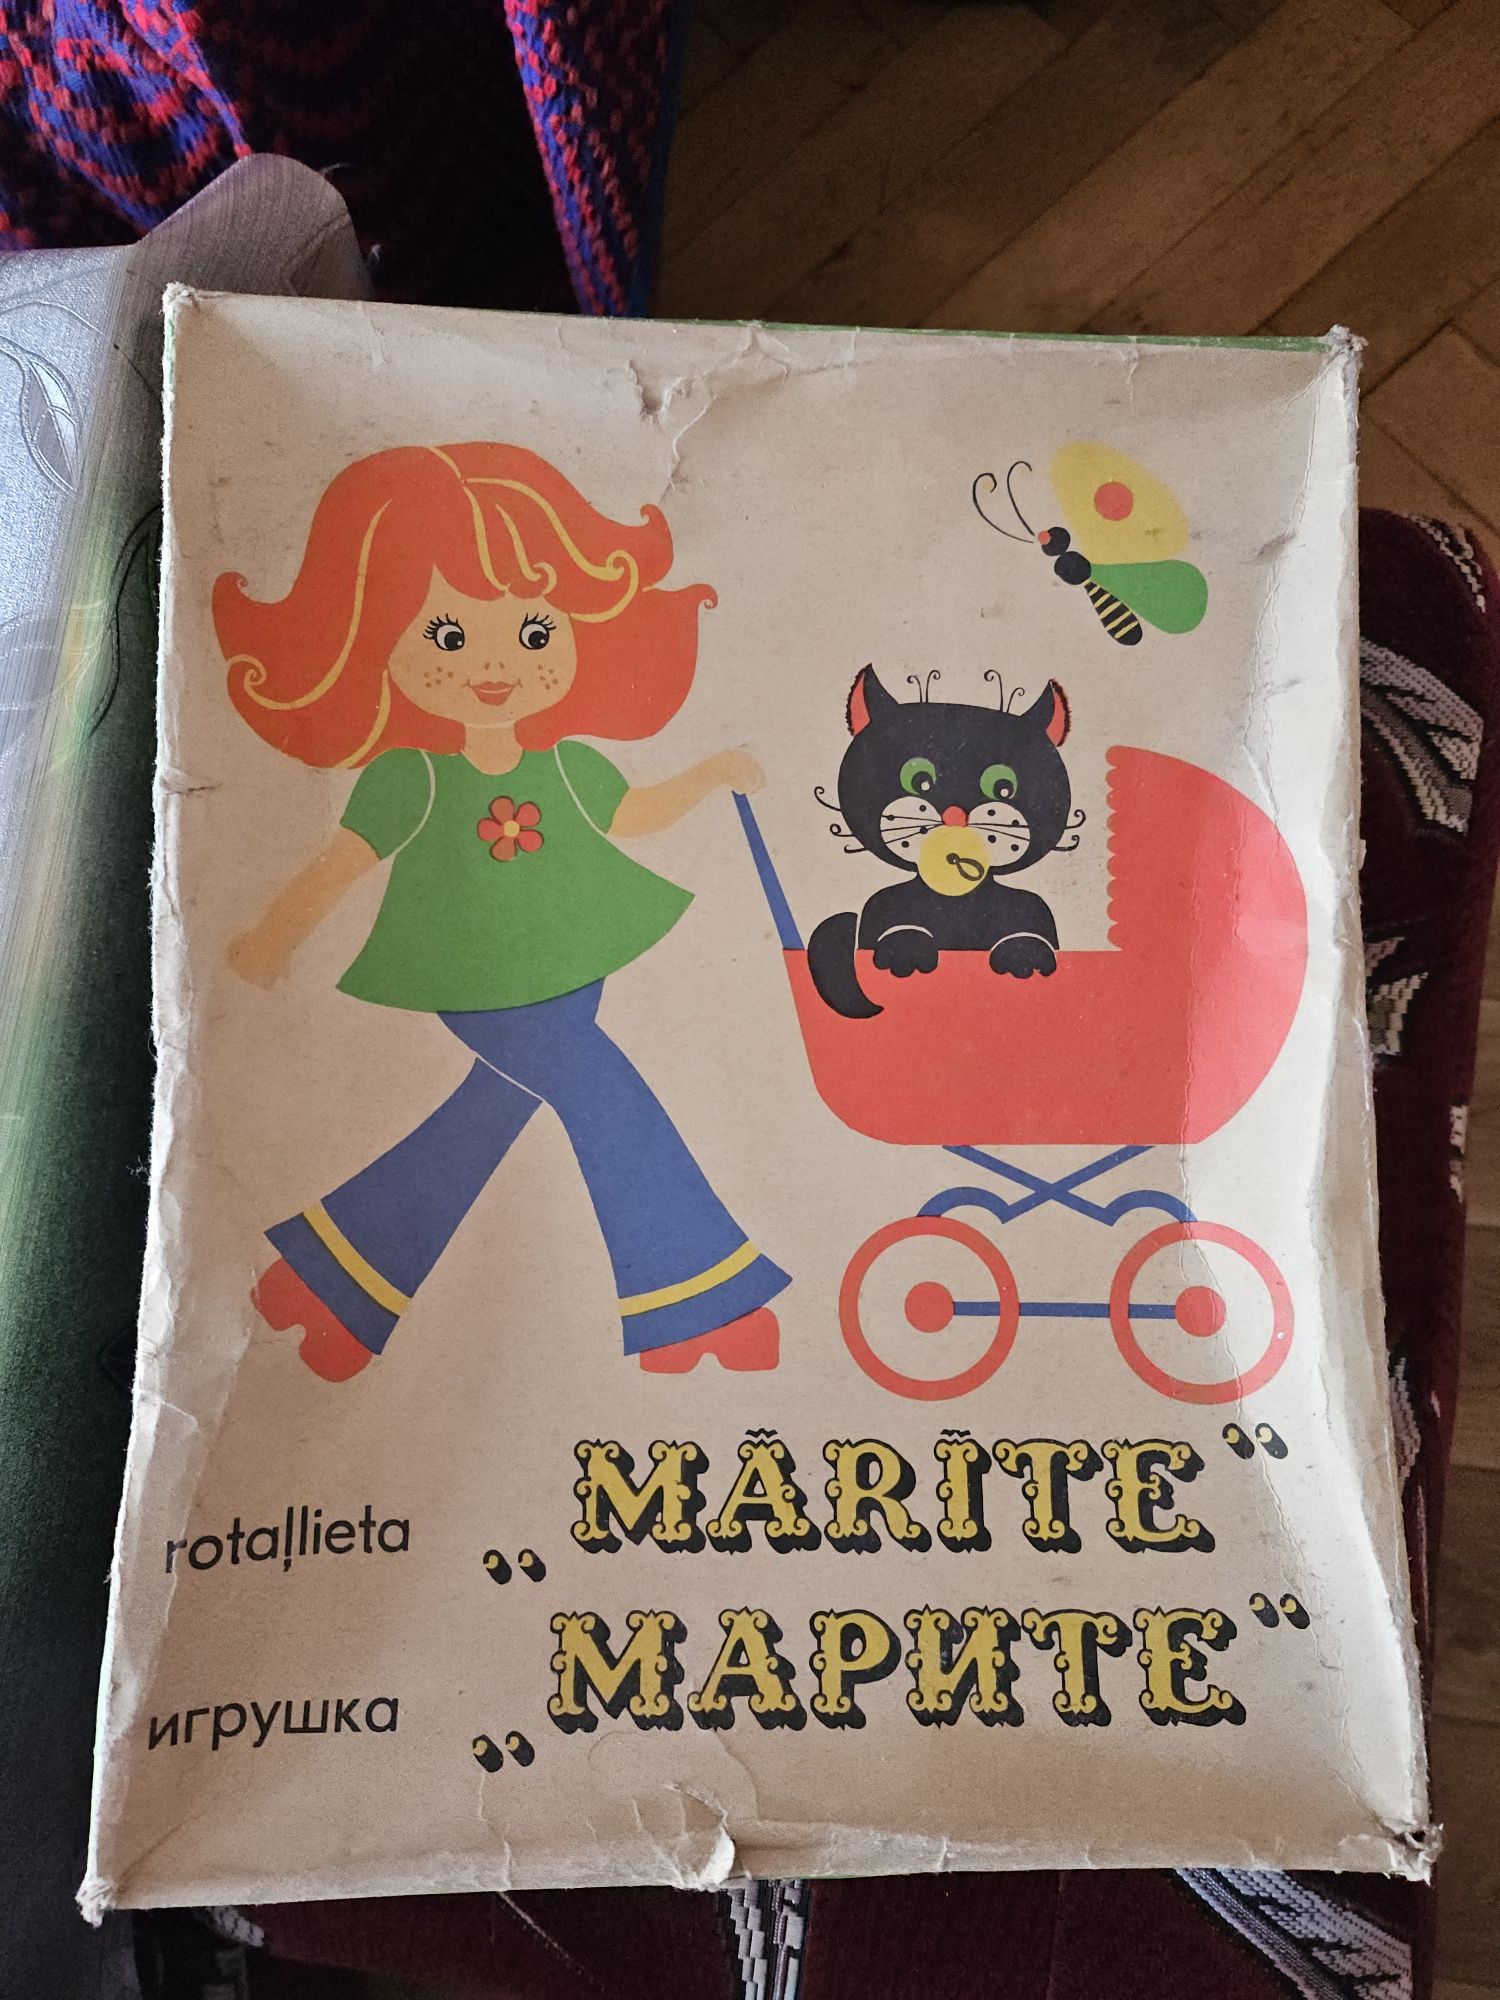 rotaļlieta
„MĀRĪTE”
игрушка
„МАРИТЕ”